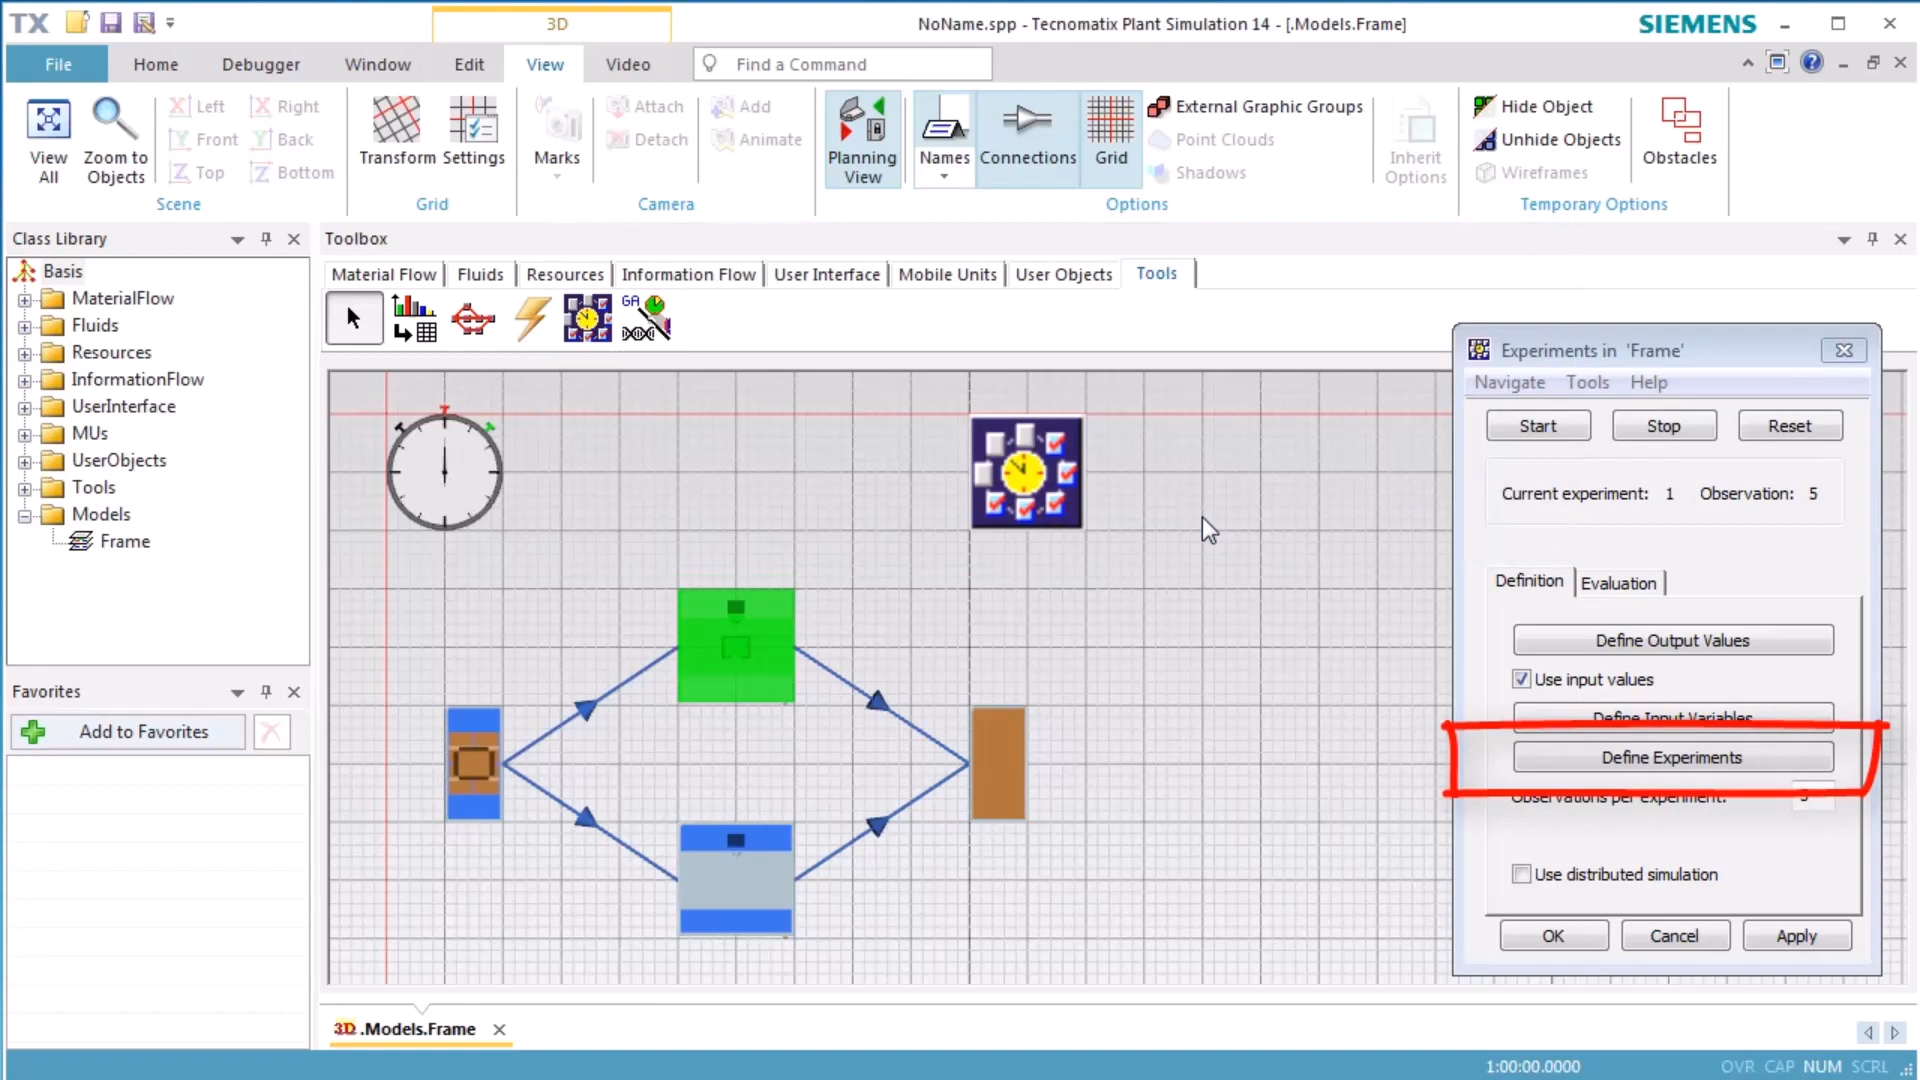 TX
3D
NoName.spp - Tecnomatix Plant Simulation 14 - [.Models.Frame]
SIEMENS
File Home Debugger Window Edit View Video Find a Command
View All
Zoom to Objects
Left Right
Front Back
Top Bottom
Scene
Transform Settings
Grid
Marks
Attach
Detach
Add
Animate
Camera
Planning View
Names
Connections
Grid
External Graphic Groups
Point Clouds
Shadows
Options
Inherit Options
Hide Object
Unhide Objects
Wireframes
Obstacles
Temporary Options
Class Library
Basis
MaterialFlow
Fluids
Resources
InformationFlow
UserInterface
MUs
UserObjects
Tools
Models
Frame
Favorites
Add to Favorites
Toolbox
Material Flow Fluids Resources Information Flow User Interface Mobile Units User Objects Tools
GA
Experiments in 'Frame'
Navigate Tools Help
Start Stop Reset
Current experiment: 1 Observation: 5
Definition Evaluation
Define Output Values
Use input values
Define Input Variables
Define Experiments
Observations per experiment: 5
Use distributed simulation
OK Cancel Apply
3D .Models.Frame
1:00:00.0000 OVR CAP NUM SCRL